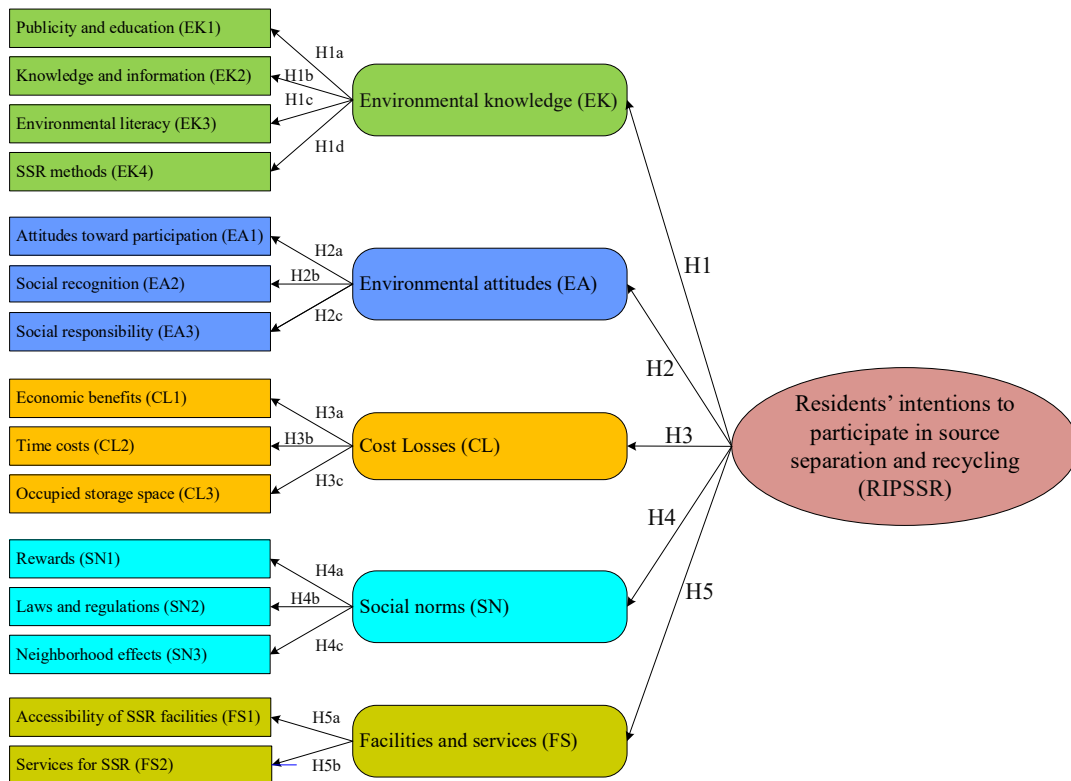 Publicity and education (EK1)
Knowledge and information (EK2)
Environmental literacy (EK3)
SSR methods (EK4)
H1a
H1b
H1c
H1d
Environmental knowledge (EK)
Attitudes toward participation (EA1)
Social recognition (EA2)
Social responsibility (EA3)
H2a
H2b
H2c
Environmental attitudes (EA)
Economic benefits (CL1)
Time costs (CL2)
Occupied storage space (CL3)
H3a
H3b
H3c
Cost Losses (CL)
Rewards (SN1)
Laws and regulations (SN2)
Neighborhood effects (SN3)
H4a
H4b
H4c
Social norms (SN)
Accessibility of SSR facilities (FS1)
Services for SSR (FS2)
H5a
H5b
Facilities and services (FS)
H1
H2
H3
H4
H5
Residents’ intentions to
participate in source
separation and recycling
(RIPSSR)